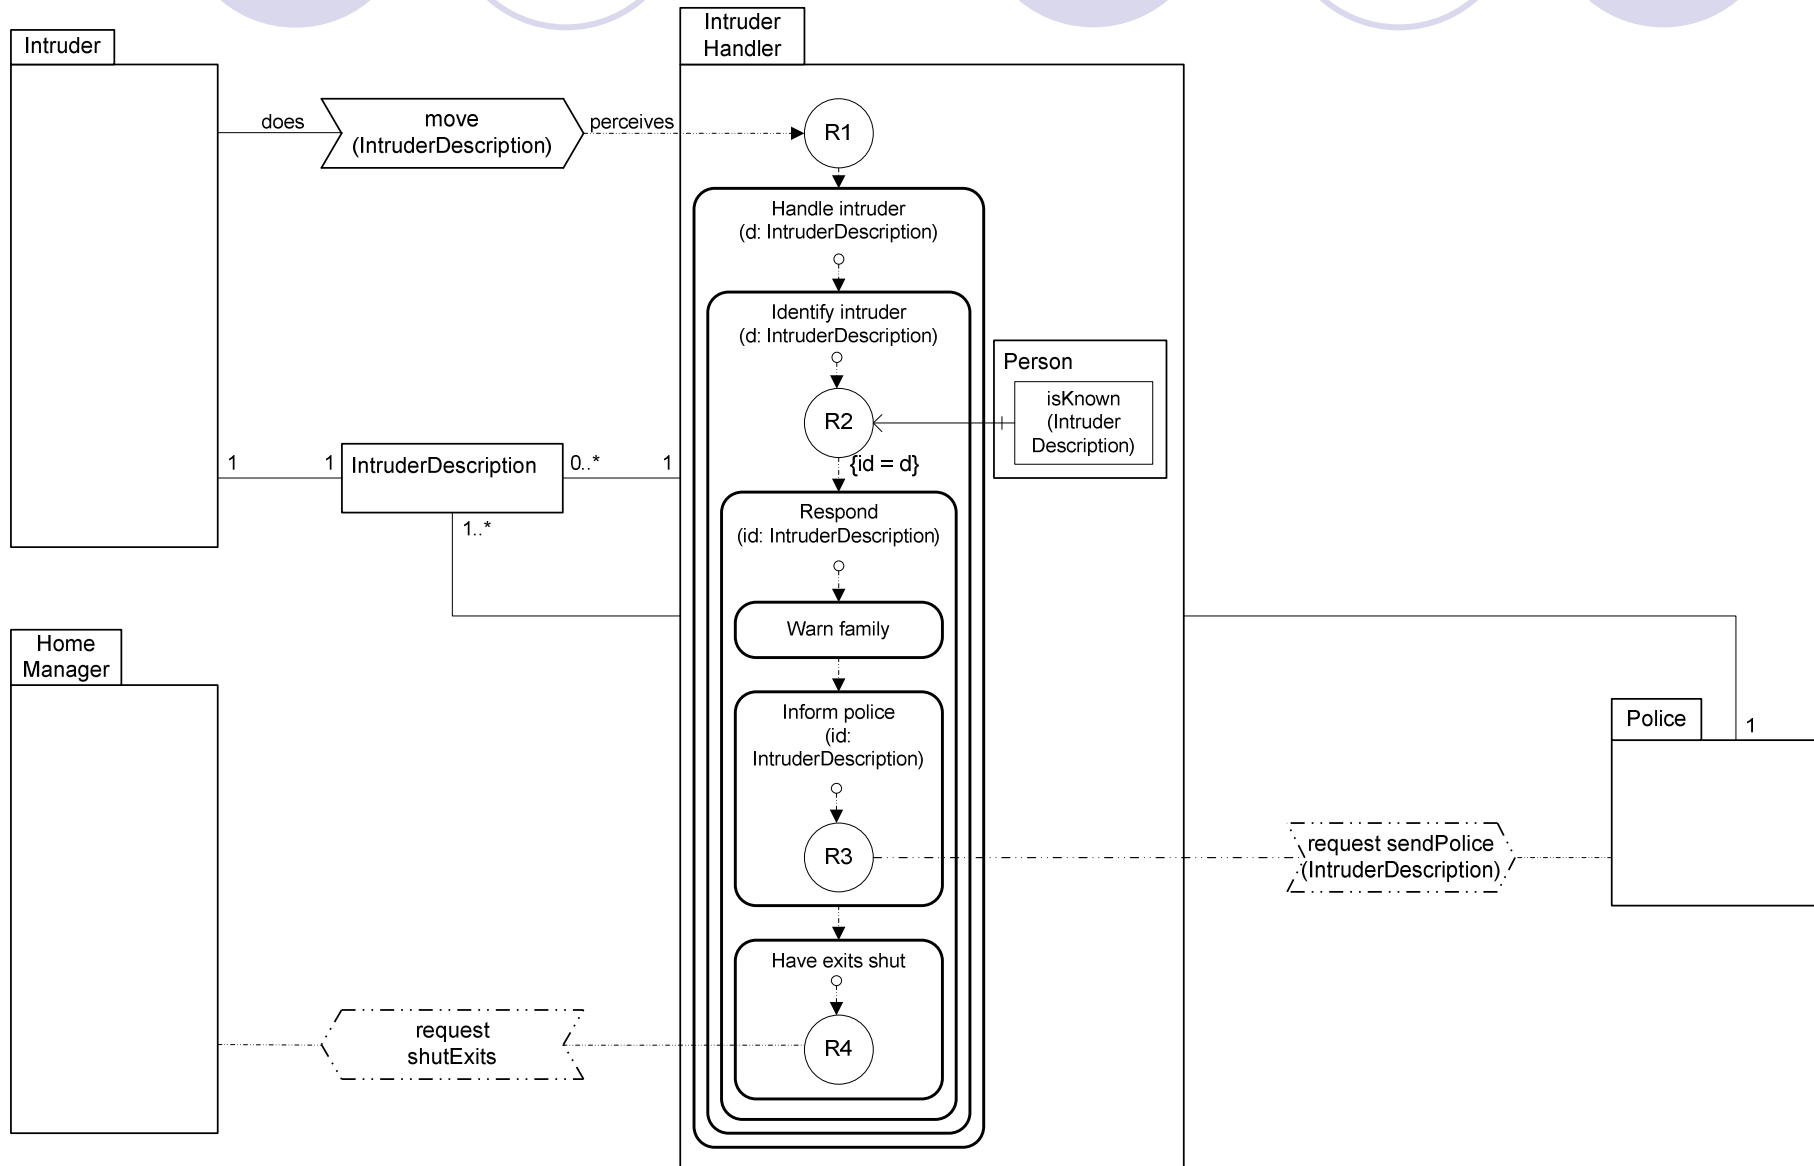 Intruder
Intruder
Handler
does
move
(IntruderDescription)
perceives
R1
Handle intruder
(d: IntruderDescription)
Identify intruder
(d: IntruderDescription)
Person
isKnown
(Intruder
Description)
R2
{id = d}
1
1
IntruderDescription
0..*
1
1..*
Respond
(id: IntruderDescription)
Warn family
Home
Manager
Inform police
(id:
IntruderDescription)
Police
1
R3
request sendPolice
(IntruderDescription)
Have exits shut
request
shutExits
R4